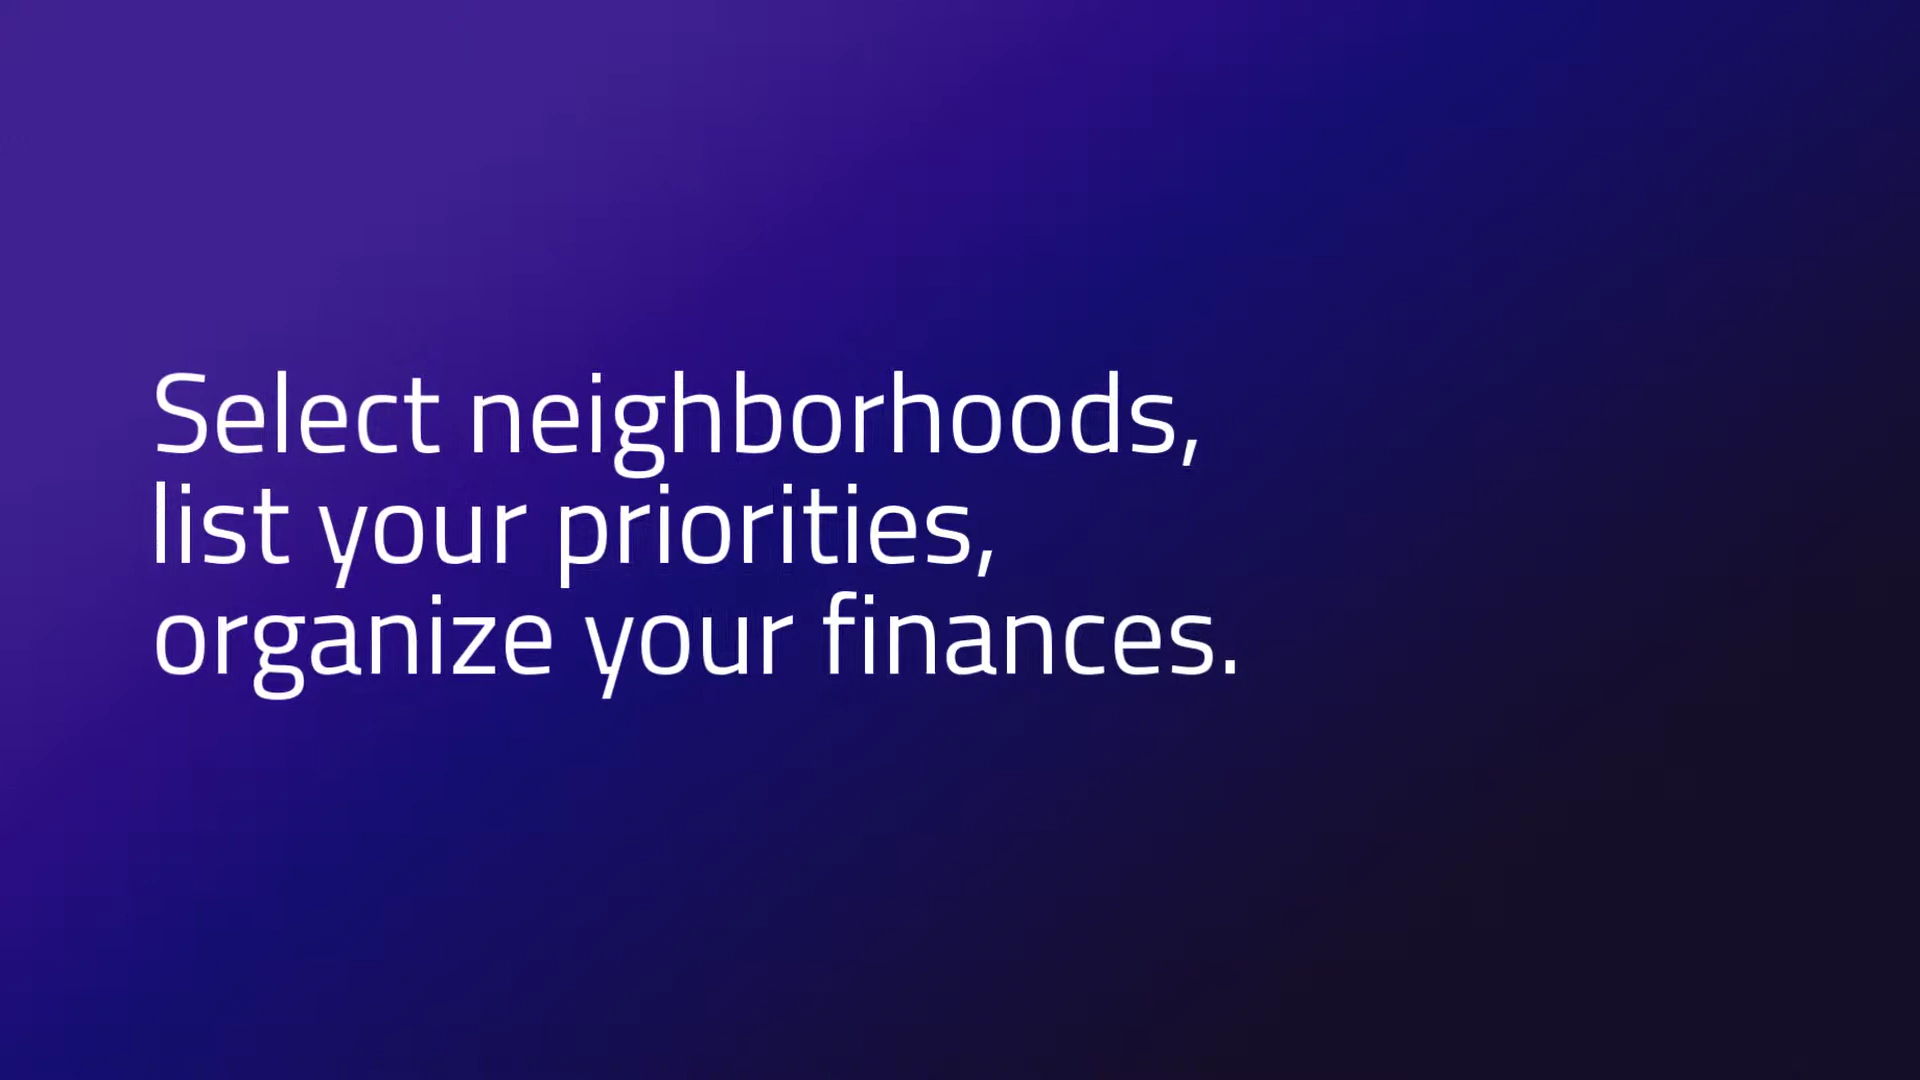 Select neighborhoods,
list your priorities,
organize your finances.